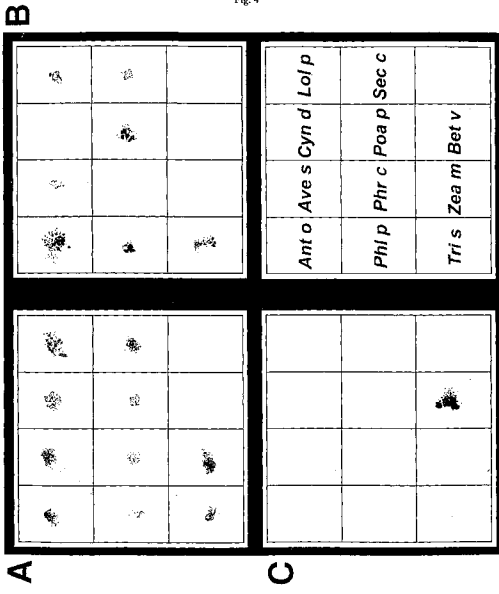 Fig. 4
A
B
C
Ant o Ave s Cyn d Lol p
Phl p Phr c Poa p Sec c
Tri s Zea m Bet v